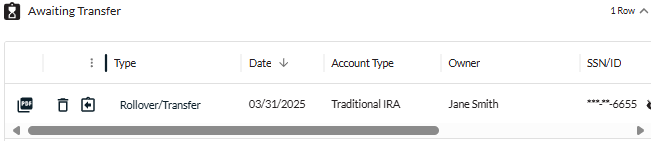 Awaiting Transfer 1 Row
Type Date Account Type Owner SSN/ID
PDF Rollover/Transfer 03/31/2025 Traditional IRA Jane Smith ***-**-6655